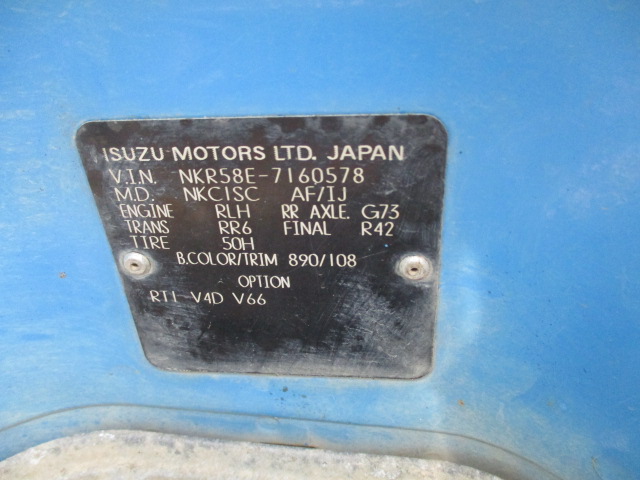 ISUZU MOTORS LTD. JAPAN
V.I.N. NKR58E-7160578
M.D. NKC1SC AF/IJ
ENGINE RLH RR AXLE. G73
TRANS RR6 FINAL R42
TIRE 50H
B.COLOR/TRIM 890/108
OPTION
RT1 V4D V66